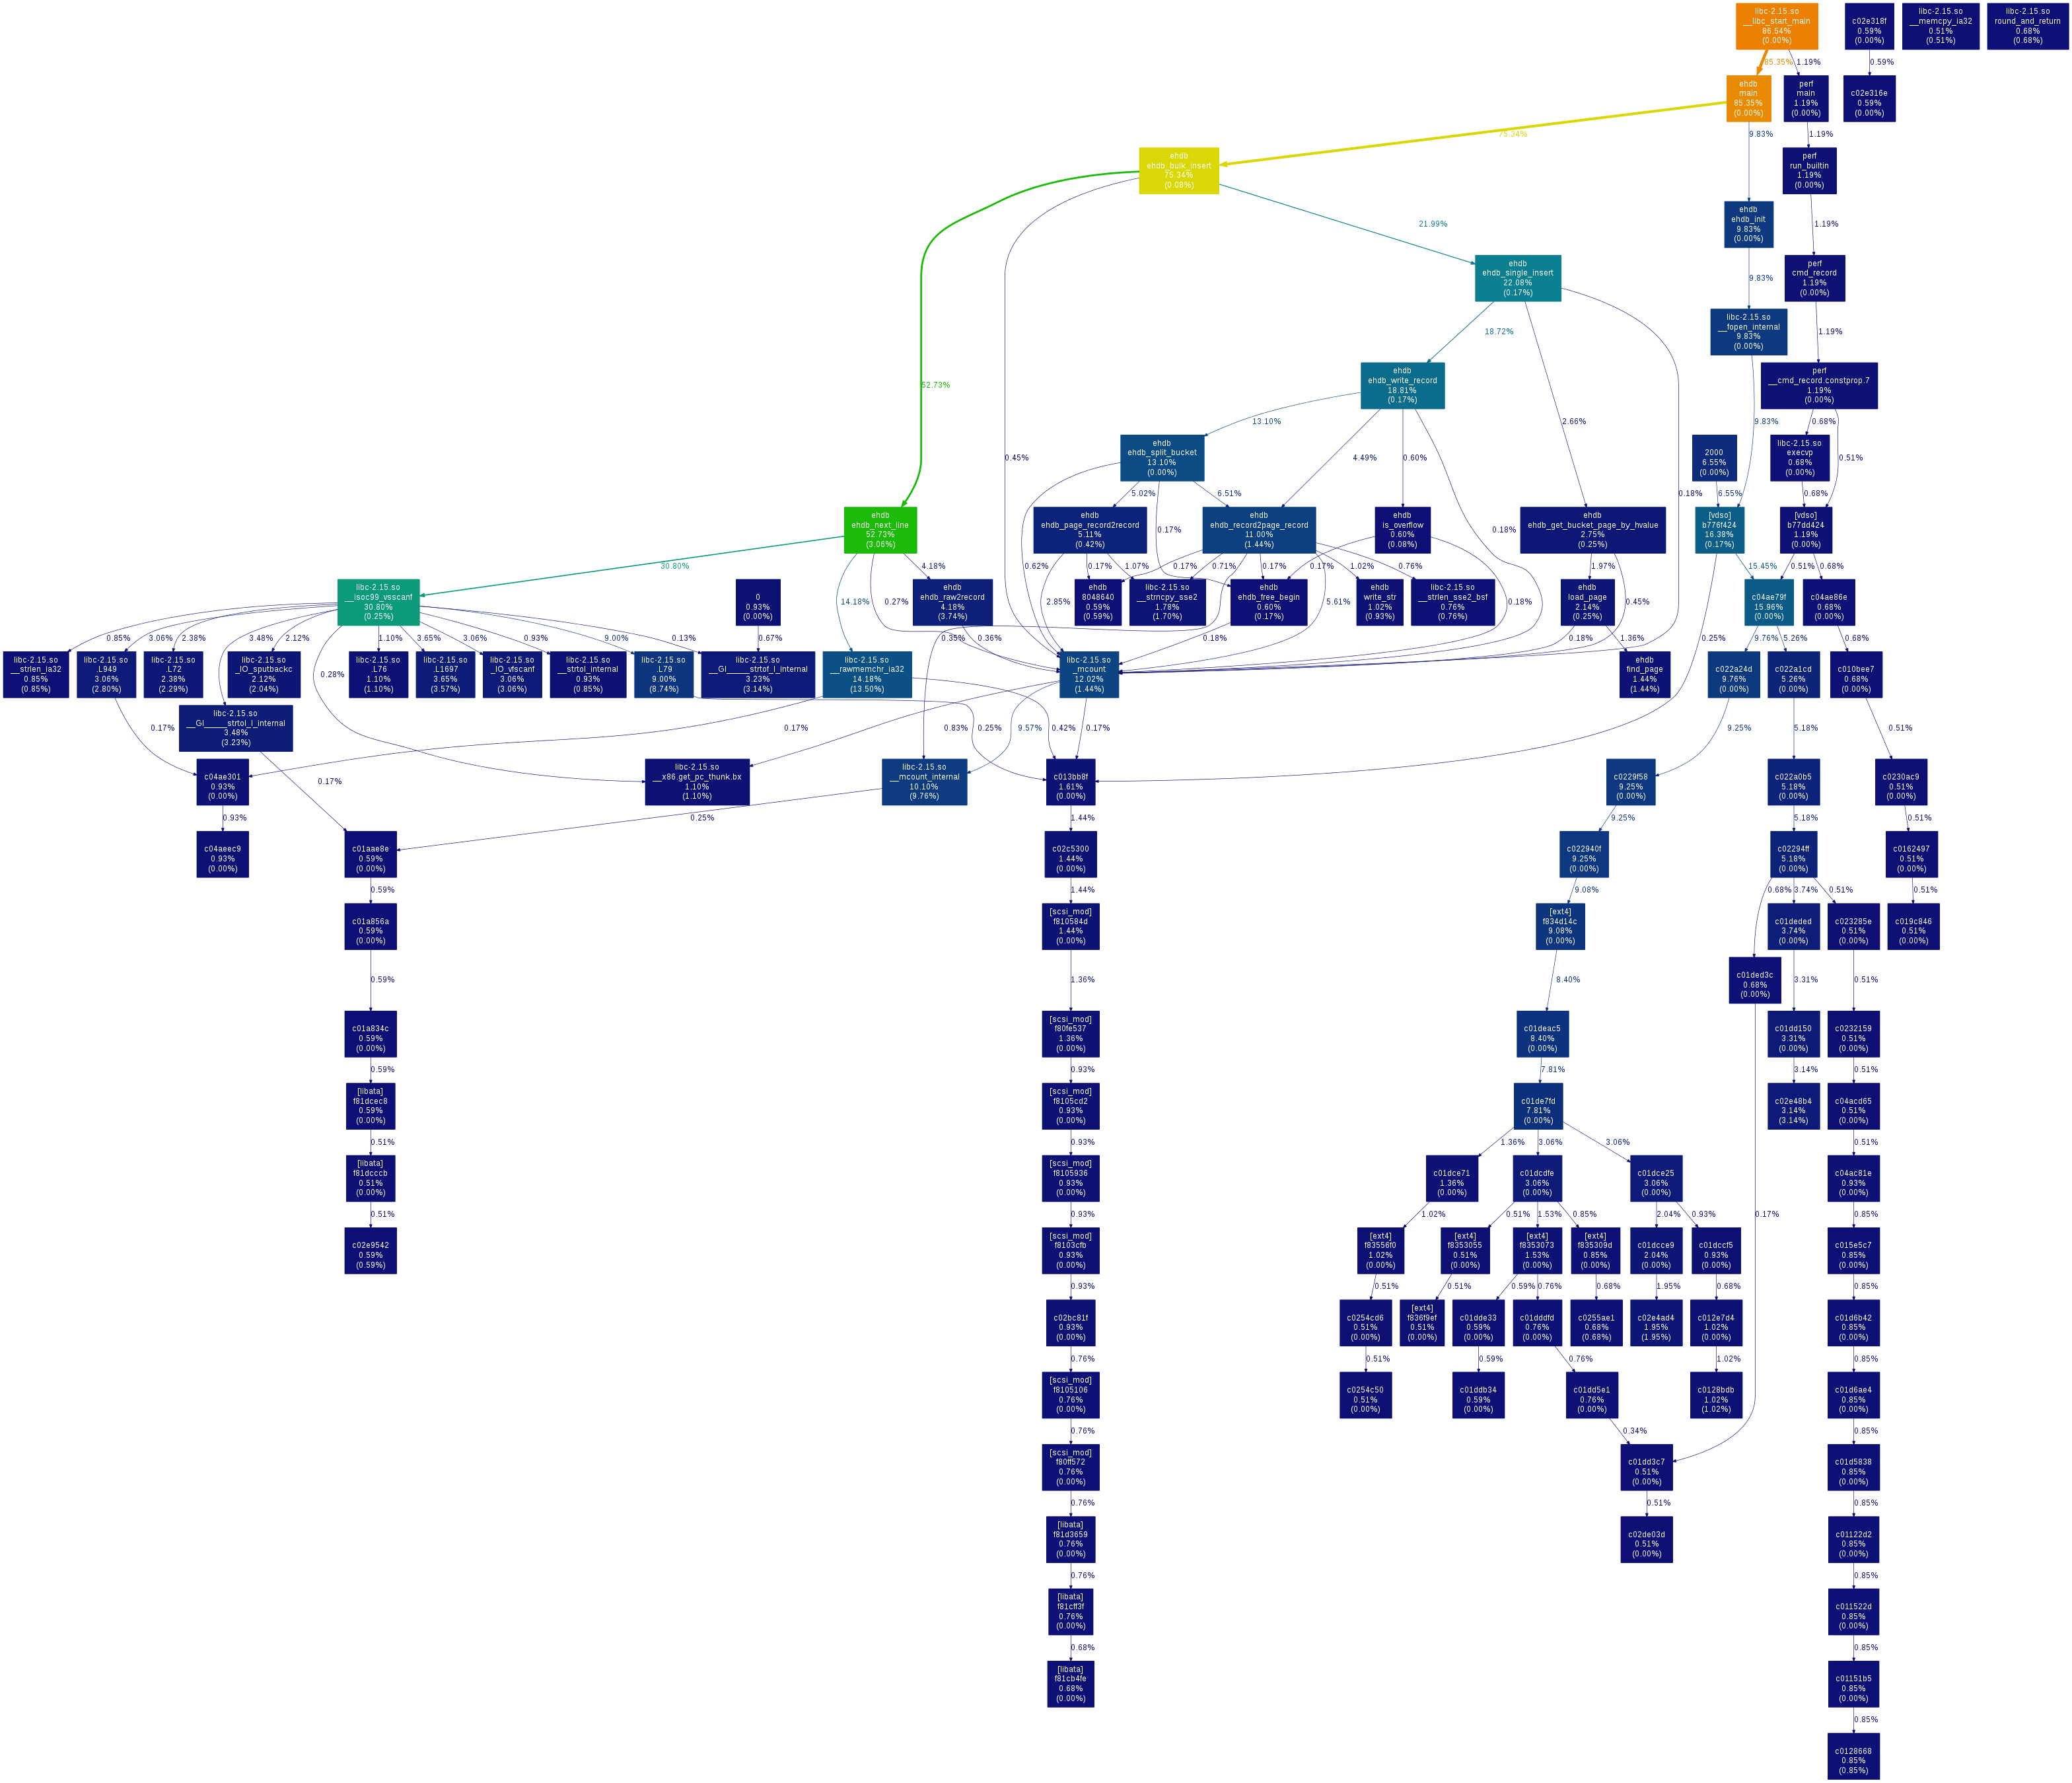 libc-2.15.so
__libc_start_main
86.54%
(0.00%)
c02e318f
0.59%
(0.00%)
libc-2.15.so
__memcpy_ia32
0.51%
(0.51%)
libc-2.15.so
round_and_return
0.68%
(0.68%)
85.35%
1.19%
0.59%
ehdb
main
85.35%
(0.00%)
perf
main
1.19%
(0.00%)
c02e316e
0.59%
(0.00%)
75.34%
9.83%
1.19%
ehdb
ehdb_bulk_insert
75.34%
(0.08%)
perf
run_builtin
1.19%
(0.00%)
ehdb
ehdb_init
9.83%
(0.00%)
21.99%
1.19%
ehdb
ehdb_single_insert
22.08%
(0.17%)
9.83%
perf
cmd_record
1.19%
(0.00%)
libc-2.15.so
__fopen_internal
9.83%
(0.00%)
18.72%
1.19%
52.73%
ehdb
ehdb_write_record
18.81%
(0.17%)
perf
__cmd_record.constprop.7
1.19%
(0.00%)
13.10%
2.66%
9.83%
0.68%
0.45%
4.49%
0.60%
0.51%
ehdb
ehdb_split_bucket
13.10%
(0.00%)
2000
6.55%
(0.00%)
libc-2.15.so
execvp
0.68%
(0.00%)
5.02%
6.51%
0.18%
6.55%
0.68%
ehdb
ehdb_next_line
52.73%
(3.06%)
ehdb
ehdb_page_record2record
5.11%
(0.42%)
0.17%
ehdb
ehdb_record2page_record
11.00%
(1.44%)
ehdb
is_overflow
0.60%
(0.08%)
0.18%
ehdb
ehdb_get_bucket_page_by_hvalue
2.75%
(0.25%)
[vdso]
b776f424
16.38%
(0.17%)
[vdso]
b77dd424
1.19%
(0.00%)
30.80%
14.18%
0.27%
4.18%
0.62%
2.85%
0.17%
1.07%
0.17%
0.71%
0.17%
0.17%
1.02%
0.76%
5.61%
0.18%
1.97%
0.45%
15.45%
0.51%
0.68%
libc-2.15.so
__isoc99_vsscanf
30.80%
(0.25%)
0
0.93%
(0.00%)
ehdb
ehdb_raw2record
4.18%
(3.74%)
ehdb
8048640
0.59%
(0.59%)
libc-2.15.so
__strncpy_sse2
1.78%
(1.70%)
ehdb
ehdb_free_begin
0.60%
(0.17%)
ehdb
write_str
1.02%
(0.93%)
libc-2.15.so
__strlen_sse2_bsf
0.76%
(0.76%)
ehdb
load_page
2.14%
(0.25%)
c04ae79f
15.96%
(0.00%)
c04ae86e
0.68%
(0.00%)
0.85%
3.06%
2.38%
3.48%
2.12%
0.28%
1.10%
3.65%
3.06%
0.93%
9.00%
0.13%
0.67%
0.35%
0.36%
0.18%
0.18%
1.36%
0.25%
9.76%
5.26%
0.68%
libc-2.15.so
__strlen_ia32
0.85%
(0.85%)
libc-2.15.so
.L949
3.06%
(2.80%)
libc-2.15.so
.L72
2.38%
(2.29%)
libc-2.15.so
_IO_sputbackc
2.12%
(2.04%)
libc-2.15.so
.L76
1.10%
(1.10%)
libc-2.15.so
.L1697
3.65%
(3.57%)
libc-2.15.so
_IO_vfscanf
3.06%
(3.06%)
libc-2.15.so
__strtol_internal
0.93%
(0.85%)
libc-2.15.so
.L79
9.00%
(8.74%)
libc-2.15.so
__GI_____strtof_l_internal
3.23%
(3.14%)
libc-2.15.so
__rawmemchr_ia32
14.18%
(13.50%)
libc-2.15.so
_mcount
12.02%
(1.44%)
ehdb
find_page
1.44%
(1.44%)
c022a24d
9.76%
(0.00%)
c022a1cd
5.26%
(0.00%)
c010bee7
0.68%
(0.00%)
0.17%
libc-2.15.so
__GI_____strtol_l_internal
3.48%
(3.23%)
0.17%
0.83%
0.25%
9.57%
0.42%
0.17%
9.25%
5.18%
0.51%
c04ae301
0.93%
(0.00%)
0.17%
libc-2.15.so
__x86.get_pc_thunk.bx
1.10%
(1.10%)
libc-2.15.so
__mcount_internal
10.10%
(9.76%)
c013bb8f
1.61%
(0.00%)
c0229f58
9.25%
(0.00%)
c022a0b5
5.18%
(0.00%)
c0230ac9
0.51%
(0.00%)
0.93%
0.25%
1.44%
9.25%
5.18%
0.51%
c04aeec9
0.93%
(0.00%)
c01aae8e
0.59%
(0.00%)
c02c5300
1.44%
(0.00%)
c022940f
9.25%
(0.00%)
c02294ff
5.18%
(0.00%)
c0162497
0.51%
(0.00%)
0.59%
1.44%
9.08%
0.68%
3.74%
0.51%
0.51%
c01a856a
0.59%
(0.00%)
[scsi_mod]
f810584d
1.44%
(0.00%)
[ext4]
f834d14c
9.08%
(0.00%)
c01deded
3.74%
(0.00%)
c023285e
0.51%
(0.00%)
c019c846
0.51%
(0.00%)
0.59%
1.36%
8.40%
c01ded3c
0.68%
(0.00%)
3.31%
0.51%
c01a834c
0.59%
(0.00%)
[scsi_mod]
f80fe537
1.36%
(0.00%)
c01deac5
8.40%
(0.00%)
c01dd150
3.31%
(0.00%)
c0232159
0.51%
(0.00%)
0.59%
0.93%
7.81%
3.14%
0.51%
[libata]
f81dcec8
0.59%
(0.00%)
[scsi_mod]
f8105cd2
0.93%
(0.00%)
c01de7fd
7.81%
(0.00%)
c02e48b4
3.14%
(3.14%)
c04acd65
0.51%
(0.00%)
0.51%
0.93%
1.36%
3.06%
3.06%
0.51%
[libata]
f81dcccb
0.51%
(0.00%)
[scsi_mod]
f8105936
0.93%
(0.00%)
c01dce71
1.36%
(0.00%)
c01dcdfe
3.06%
(0.00%)
c01dce25
3.06%
(0.00%)
c04ac81e
0.93%
(0.00%)
0.51%
0.93%
1.02%
0.51%
1.53%
0.85%
2.04%
0.93%
0.17%
0.85%
c02e9542
0.59%
(0.59%)
[scsi_mod]
f8103cfb
0.93%
(0.00%)
[ext4]
f83556f0
1.02%
(0.00%)
[ext4]
f8353055
0.51%
(0.00%)
[ext4]
f8353073
1.53%
(0.00%)
[ext4]
f835309d
0.85%
(0.00%)
c01dcce9
2.04%
(0.00%)
c01dccf5
0.93%
(0.00%)
c015e5c7
0.85%
(0.00%)
0.93%
0.51%
0.51%
0.59%
0.76%
0.68%
1.95%
0.68%
0.85%
c02bc81f
0.93%
(0.00%)
c0254cd6
0.51%
(0.00%)
[ext4]
f836f9ef
0.51%
(0.00%)
c01dde33
0.59%
(0.00%)
c01dddfd
0.76%
(0.00%)
c0255ae1
0.68%
(0.68%)
c02e4ad4
1.95%
(1.95%)
c012e7d4
1.02%
(0.00%)
c01d6b42
0.85%
(0.00%)
0.76%
0.51%
0.59%
0.76%
1.02%
0.85%
[scsi_mod]
f8105106
0.76%
(0.00%)
c0254c50
0.51%
(0.00%)
c01ddb34
0.59%
(0.00%)
c01dd5e1
0.76%
(0.00%)
c0128bdb
1.02%
(1.02%)
c01d6ae4
0.85%
(0.00%)
0.76%
0.34%
0.85%
[scsi_mod]
f80ff572
0.76%
(0.00%)
c01dd3c7
0.51%
(0.00%)
c01d5838
0.85%
(0.00%)
0.76%
0.51%
0.85%
[libata]
f81d3659
0.76%
(0.00%)
c02de03d
0.51%
(0.00%)
c01122d2
0.85%
(0.00%)
0.76%
0.85%
[libata]
f81cff3f
0.76%
(0.00%)
c011522d
0.85%
(0.00%)
0.68%
0.85%
[libata]
f81cb4fe
0.68%
(0.00%)
c01151b5
0.85%
(0.00%)
0.85%
c0128668
0.85%
(0.85%)